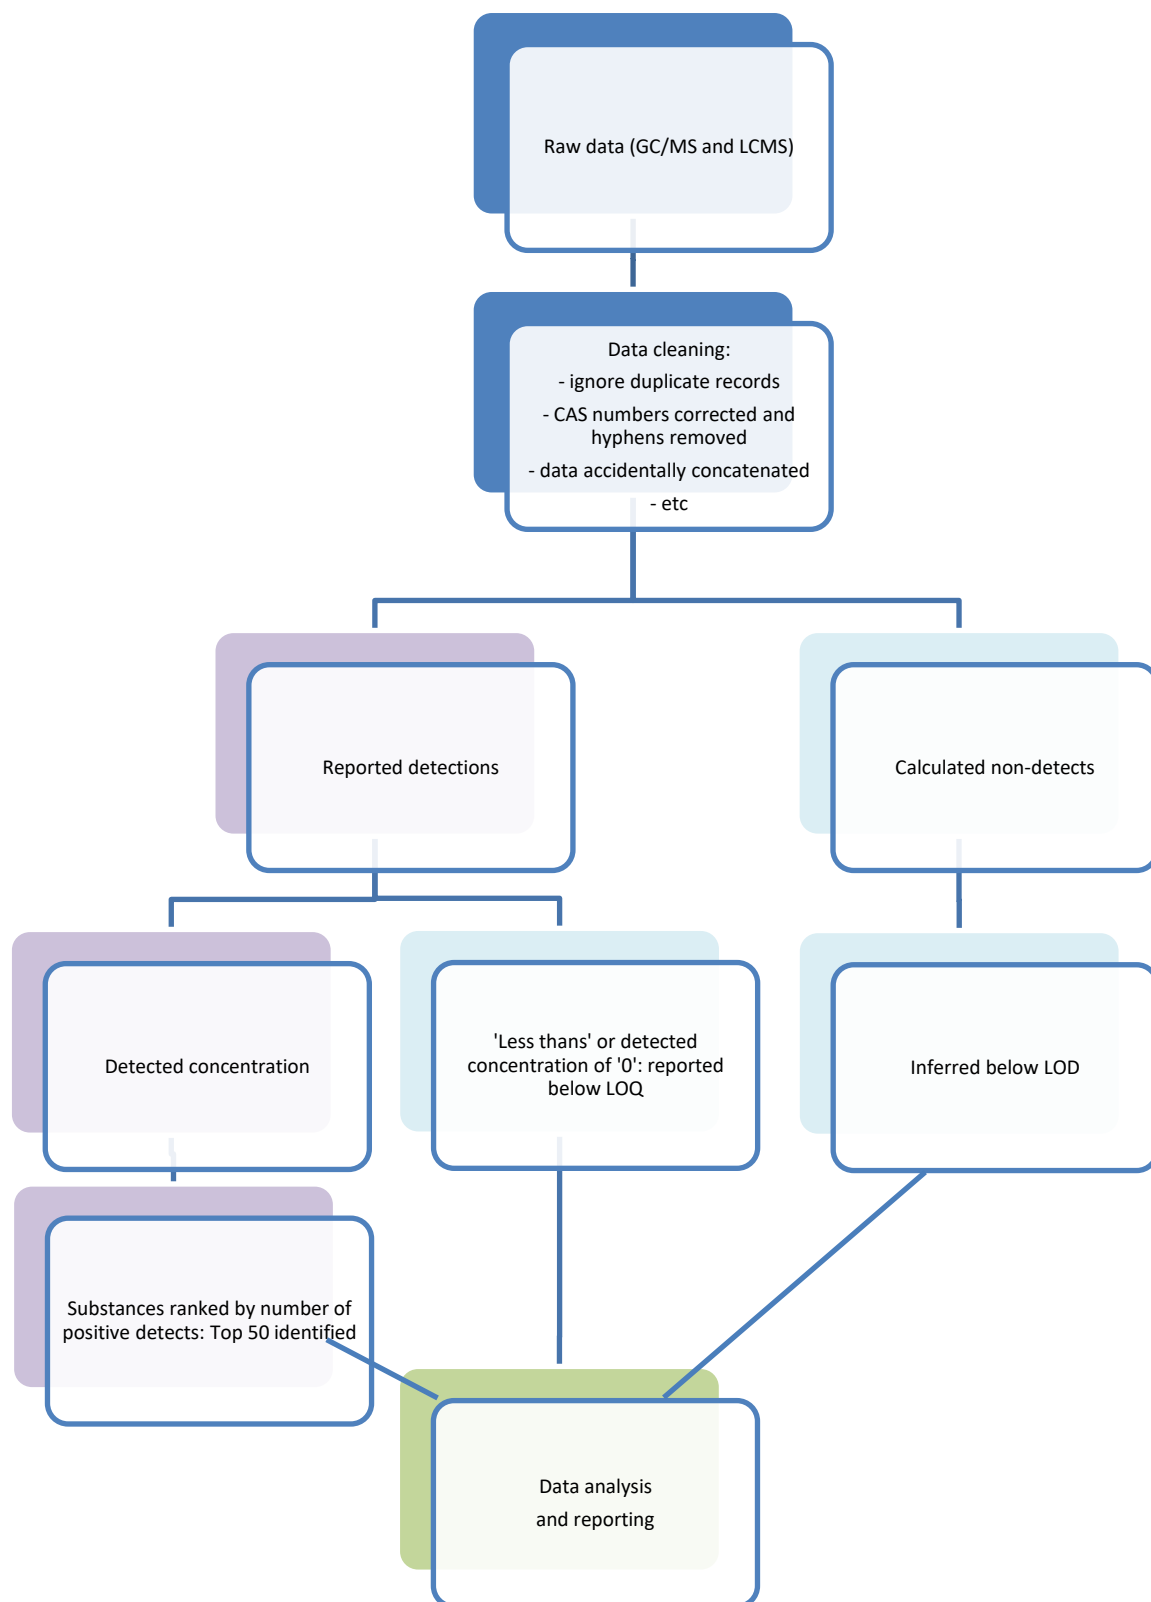 Raw data (GC/MS and LCMS)
Data cleaning:
- ignore duplicate records
- CAS numbers corrected and
hyphens removed
- data accidentally concatenated
- etc
Reported detections
Calculated non-detects
Detected concentration
'Less thans' or detected
concentration of '0': reported
below LOQ
Inferred below LOD
Substances ranked by number of
positive detects: Top 50 identified
Data analysis
and reporting